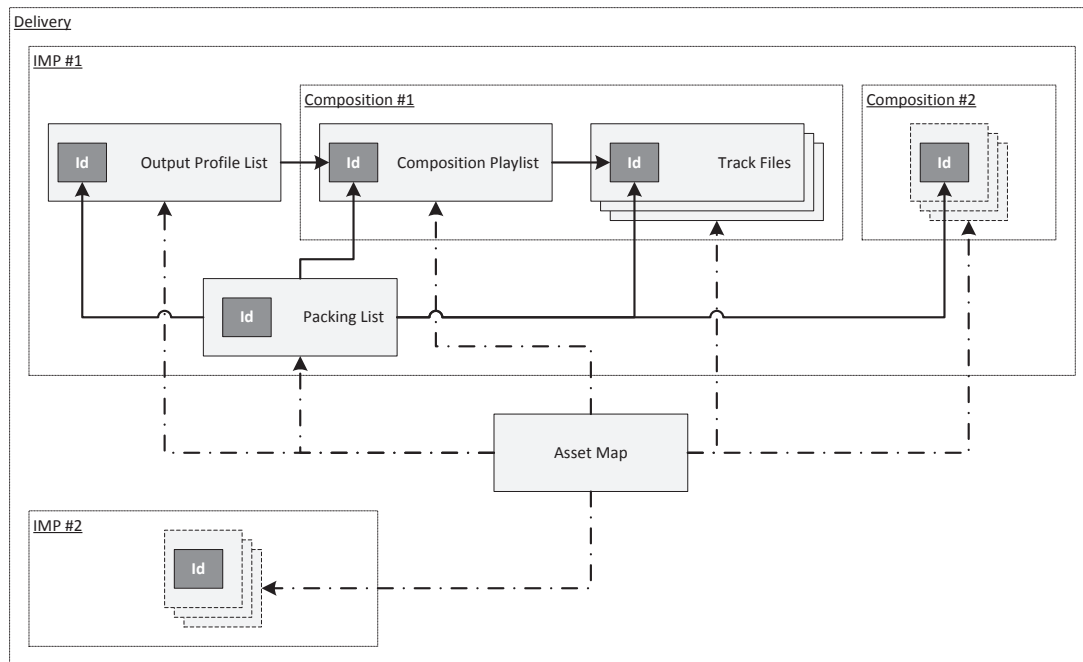 Delivery
IMP #1
Composition #1
Composition #2
Id
Output Profile List
Id
Composition Playlist
Id
Track Files
Id
Id
Packing List
Asset Map
IMP #2
Id